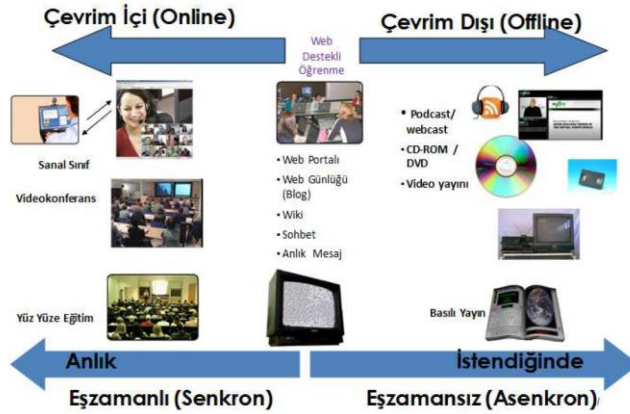 Çevrim İçi (Online)
Çevrim Dışı (Offline)
Web
Destekli
Öğrenme
Sanal Sınıf
Videokonferans
Yüz Yüze Eğitim
• Web Portalı
• Web Günlüğü
(Blog)
• Wiki
• Sohbet
• Anlık Mesaj
• Podcast/
webcast
• CD-ROM /
DVD
• Video yayını
Basılı Yayın
Anlık
İstendiğinde
Eşzamanlı (Senkron)
Eşzamansız (Asenkron)